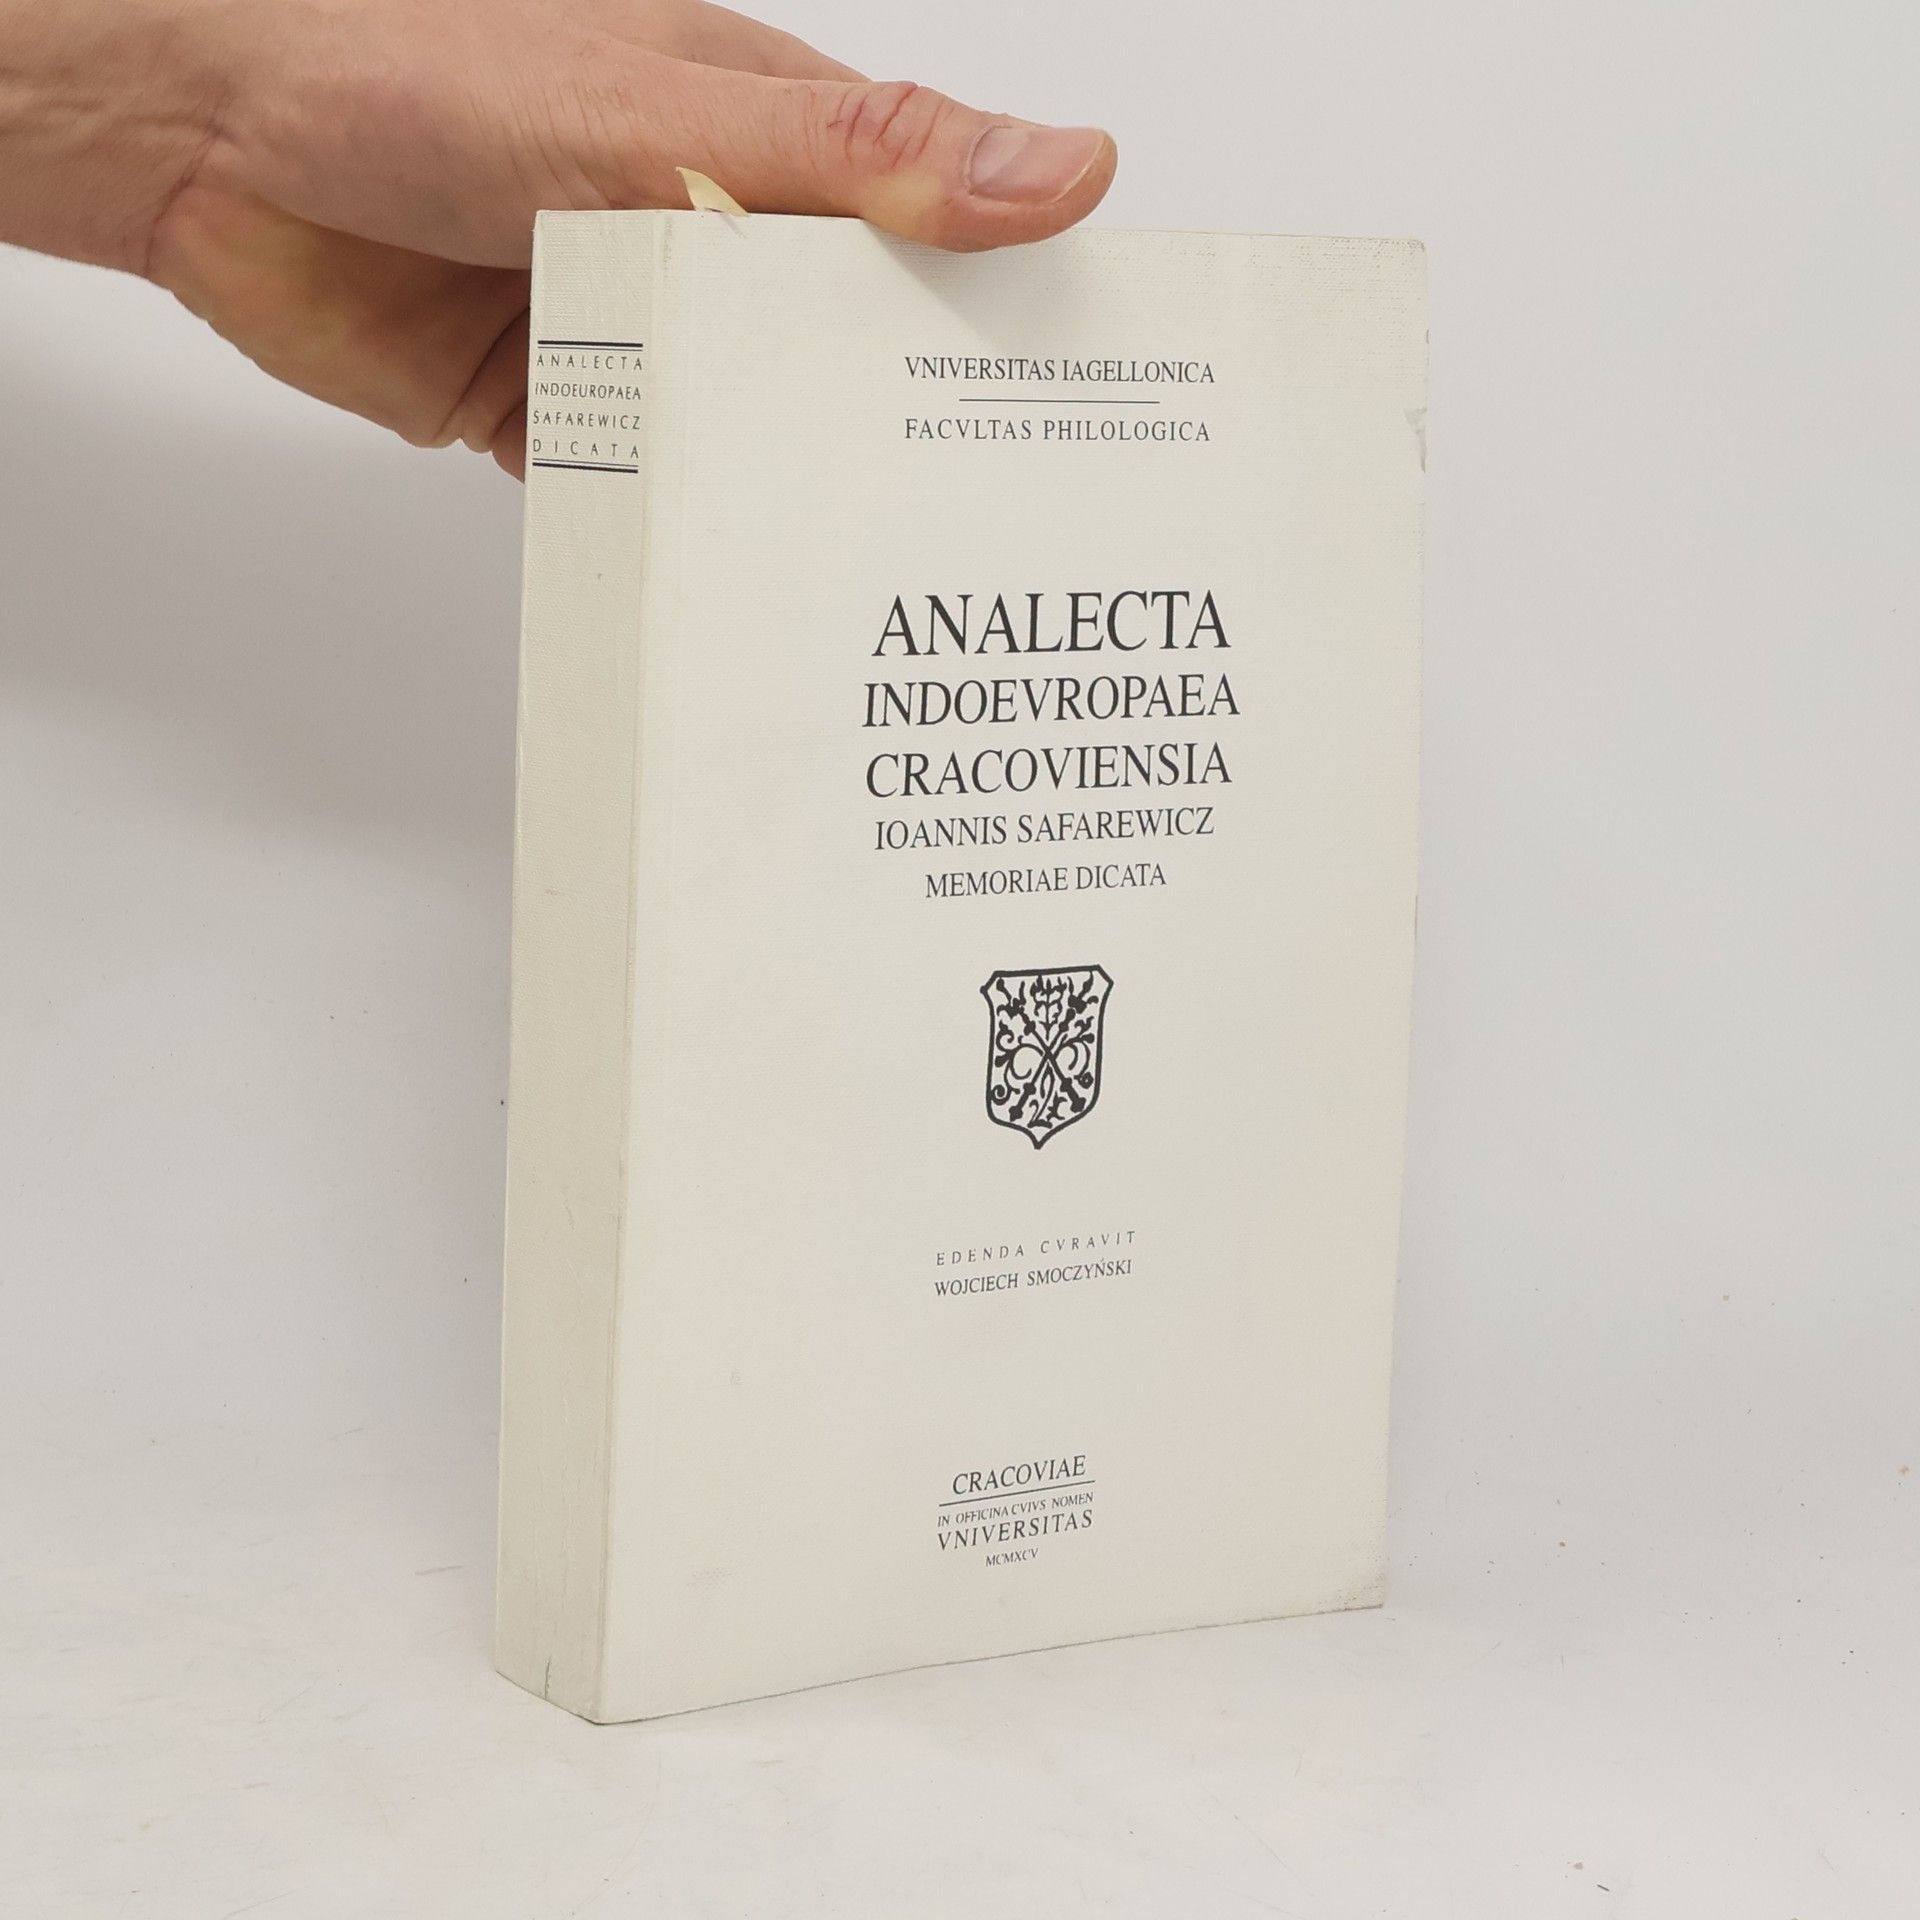 ANALECTA
INDOEUROPAEA
SAFAREWICZ
DICATA
VNIVERSITAS IAGELLONICA
FACVLTAS PHILOLOGICA
ANALECTA
INDOEVROPAEA
CRACOVIENSIA
IOANNIS SAFAREWICZ
MEMORIAE DICATA
EDENDA CVRAVIT
WOJCIECH SMOCZYŃSKI
CRACOVIAE
IN OFFICINA CVIVS NOMEN
VNIVERSITAS
MCMXCV